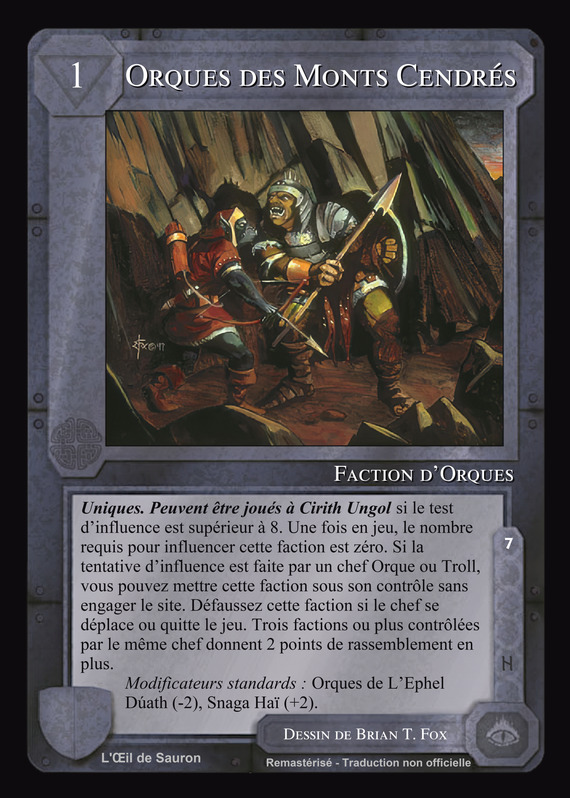 1
ORQUES DES MONTS CENDRÉS
FACTION D'ORQUES
Uniques. Peuvent être joués à Cirith Ungol si le test
d'influence est supérieur à 8. Une fois en jeu, le nombre
requis pour influencer cette faction est zéro. Si la
tentative d'influence est faite par un chef Orque ou Troll,
vous pouvez mettre cette faction sous son contrôle sans
engager le site. Défaussez cette faction si le chef se
déplace ou quitte le jeu. Trois factions ou plus contrôlées
par le même chef donnent 2 points de rassemblement en
plus.
7
Modificateurs standards : Orques de L'Ephel
Dúath (-2), Snaga Haï (+2).
DESSIN DE BRIAN T. FOX
L'Œil de Sauron
Remastérisé - Traduction non officielle